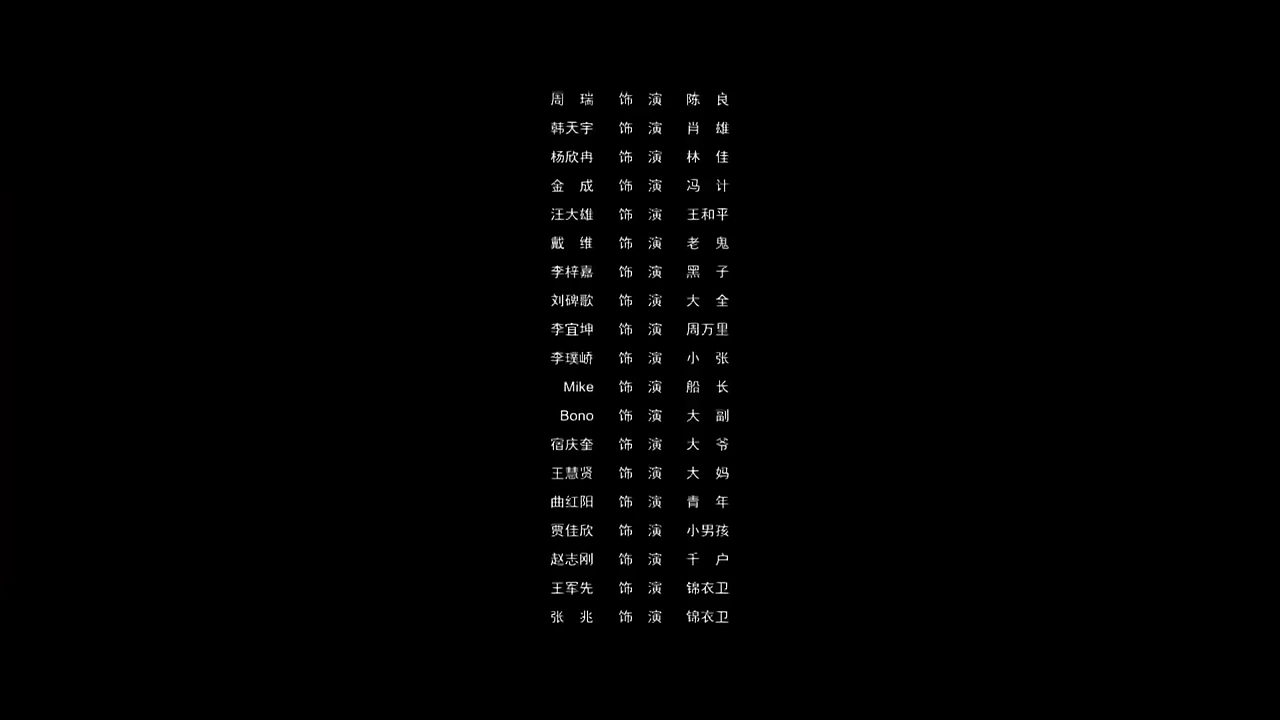 周 瑞 饰 演 陈 良
韩天宇 饰 演 肖 雄
杨欣冉 饰 演 林 佳
金 成 饰 演 冯 计
汪大雄 饰 演 王和平
戴 维 饰 演 老 鬼
李梓嘉 饰 演 黑 子
刘碑歌 饰 演 大 全
李宜坤 饰 演 周万里
李璞峤 饰 演 小 张
Mike 饰 演 船 长
Bono 饰 演 大 副
宿庆奎 饰 演 大 爷
王慧贤 饰 演 大 妈
曲红阳 饰 演 青 年
贾佳欣 饰 演 小男孩
赵志刚 饰 演 千 户
王军先 饰 演 锦衣卫
张 兆 饰 演 锦衣卫